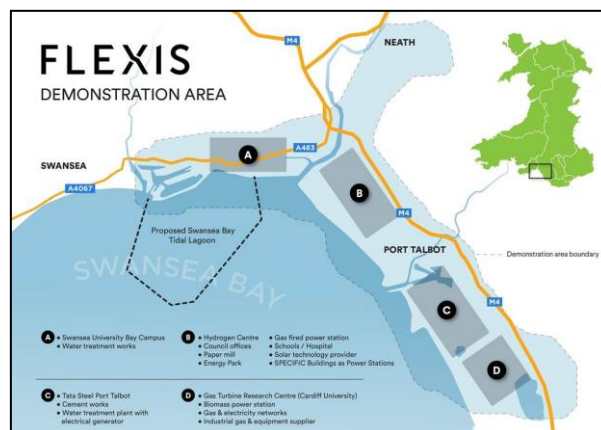 FLEXIS
DEMONSTRATION AREA
M4
NEATH
SWANSEA
A483
A
A4067
B
M4
Proposed Swansea Bay
Tidal Lagoon
PORT TALBOT
Demonstration area boundary
SWANSEA BAY
C
M4
D
A
• Swansea University Bay Campus
• Water treatment works
B
• Hydrogen Centre
• Council offices
• Paper mill
• Energy Park
• Gas fired power station
• Schools / Hospital
• Solar technology provider
• SPECIFIC Buildings as Power Stations
C
• Tata Steel Port Talbot
• Cement works
• Water treatment plant with
electrical generator
D
• Gas Turbine Research Centre (Cardiff University)
• Biomass power station
• Gas & electricity networks
• Industrial gas & equipment supplier